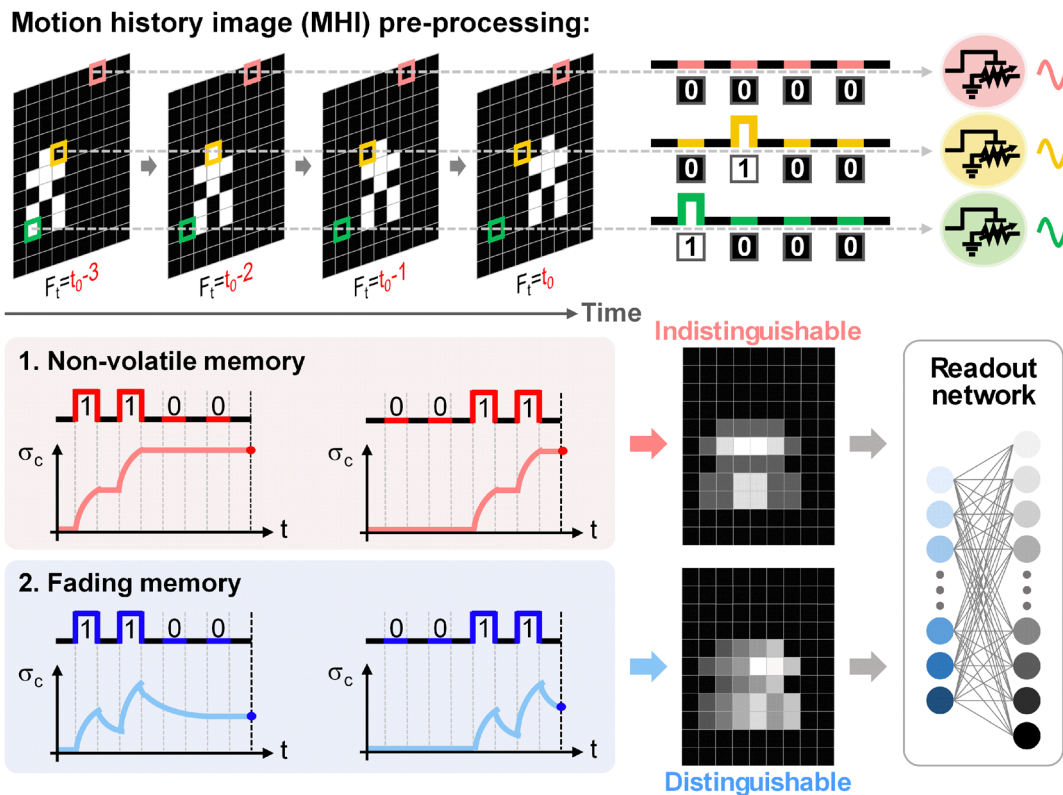 Motion history image (MHI) pre-processing:
0 0 0 0
0 1 0 0
1 0 0 0
Fₜ=t₀-3
Fₜ=t₀-2
Fₜ=t₀-1
Fₜ=t₀
Time
1. Non-volatile memory
1 1 0 0
0 0 1 1
σc
t
σc
t
Indistinguishable
2. Fading memory
1 1 0 0
0 0 1 1
σc
t
σc
t
Distinguishable
Readout
network